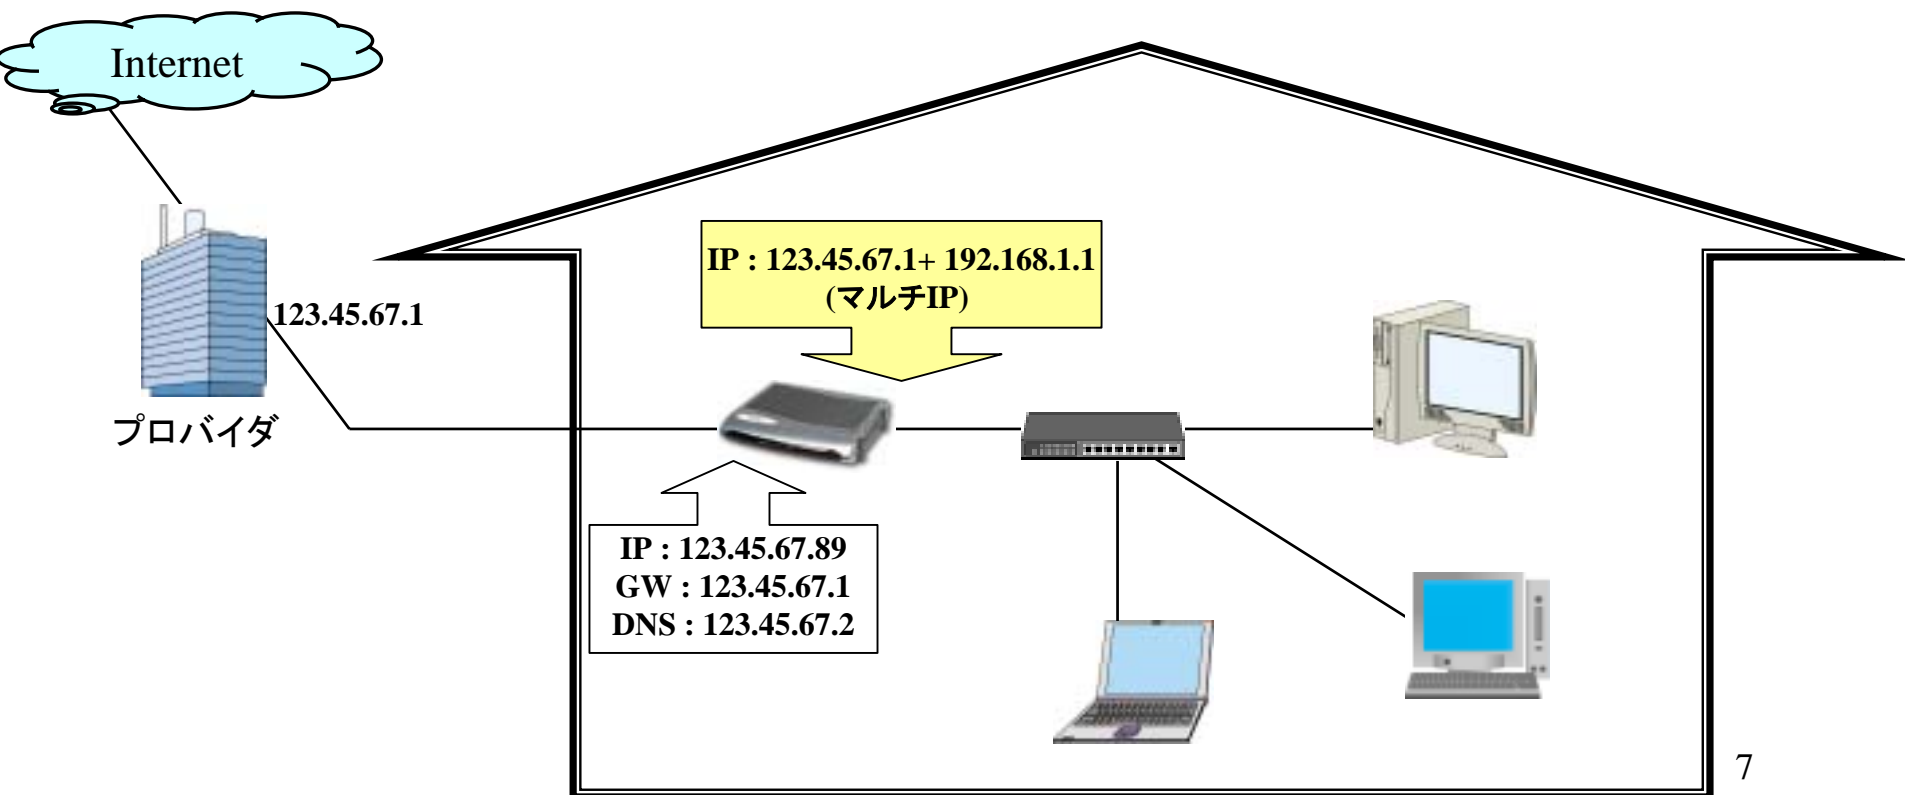 Internet
IP : 123.45.67.1+ 192.168.1.1
(マルチIP)
123.45.67.1
プロバイダ
IP : 123.45.67.89
GW : 123.45.67.1
DNS : 123.45.67.2
7